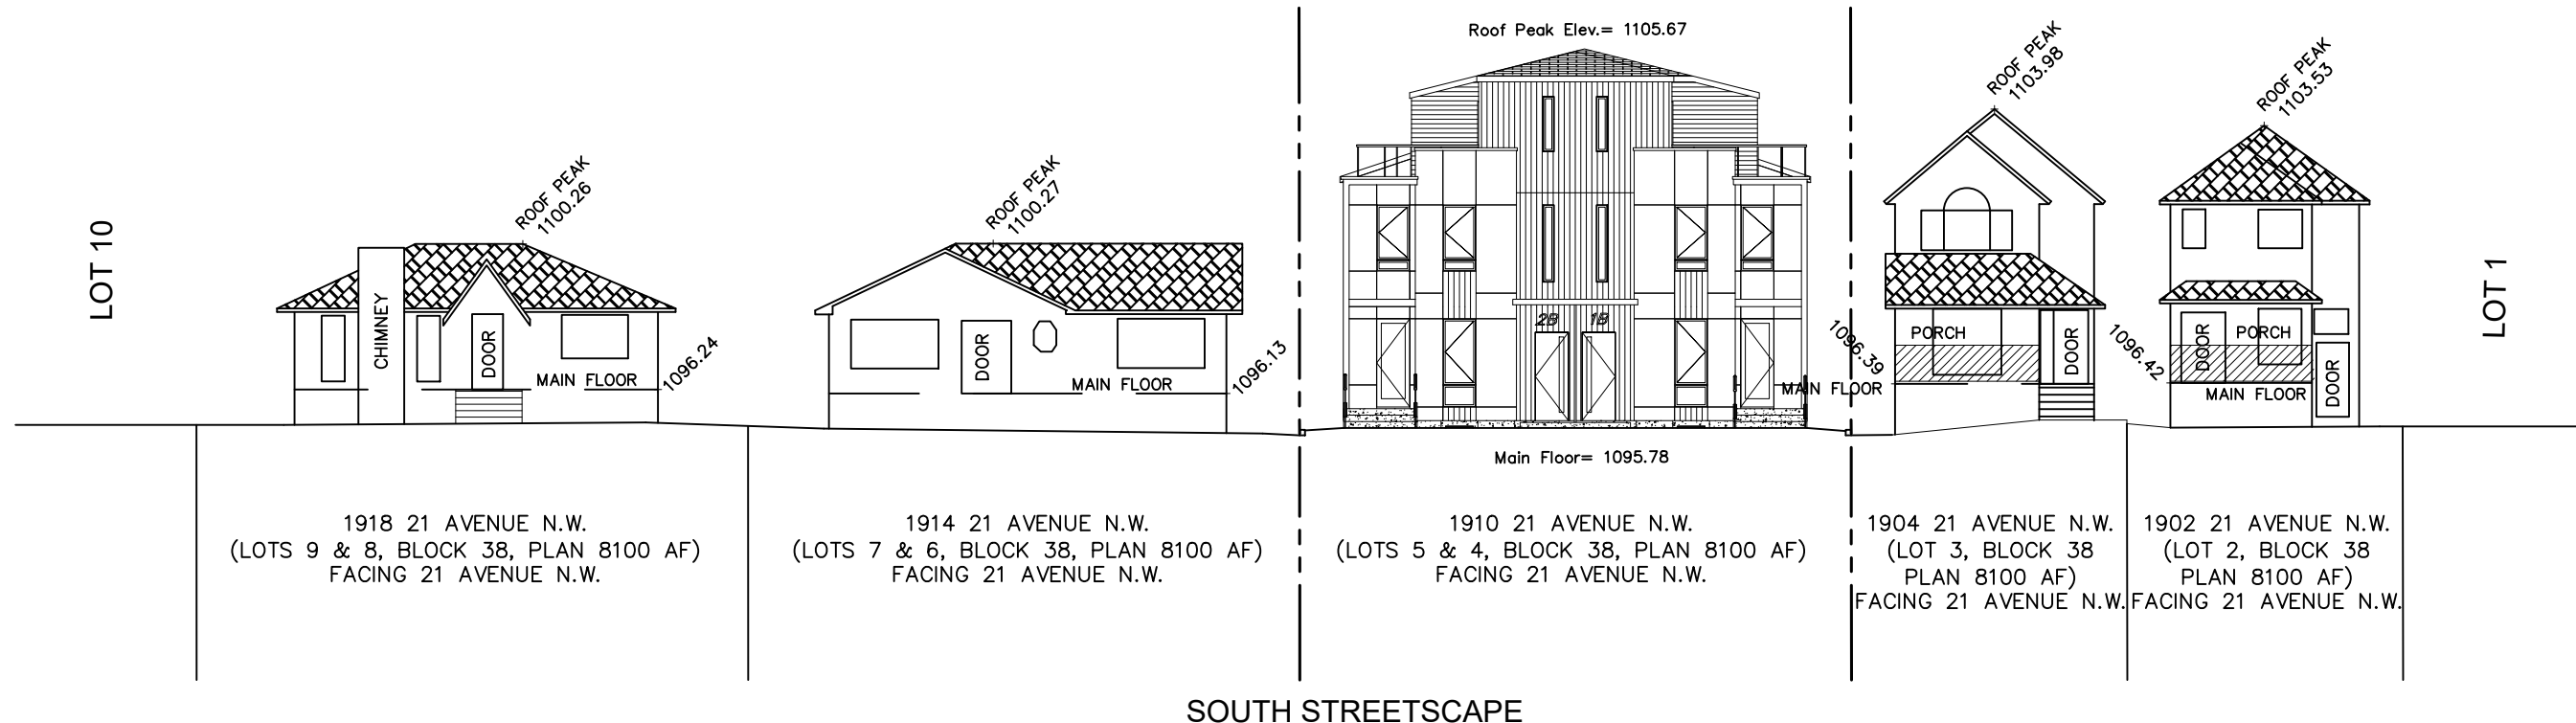 LOT 10
ROOF PEAK
1100.26
CHIMNEY
DOOR
MAIN FLOOR
1096.24
ROOF PEAK
1100.27
DOOR
MAIN FLOOR
1096.13
Roof Peak Elev.= 1105.67
2B
1B
Main Floor= 1095.78
ROOF PEAK
1103.98
1096.39
PORCH
DOOR
MAIN FLOOR
ROOF PEAK
1103.53
1096.42
DOOR
PORCH
MAIN FLOOR
DOOR
LOT 1
1918 21 AVENUE N.W.
(LOTS 9 & 8, BLOCK 38, PLAN 8100 AF)
FACING 21 AVENUE N.W.
1914 21 AVENUE N.W.
(LOTS 7 & 6, BLOCK 38, PLAN 8100 AF)
FACING 21 AVENUE N.W.
1910 21 AVENUE N.W.
(LOTS 5 & 4, BLOCK 38, PLAN 8100 AF)
FACING 21 AVENUE N.W.
1904 21 AVENUE N.W.
(LOT 3, BLOCK 38
PLAN 8100 AF)
FACING 21 AVENUE N.W.
1902 21 AVENUE N.W.
(LOT 2, BLOCK 38
PLAN 8100 AF)
FACING 21 AVENUE N.W.
SOUTH STREETSCAPE